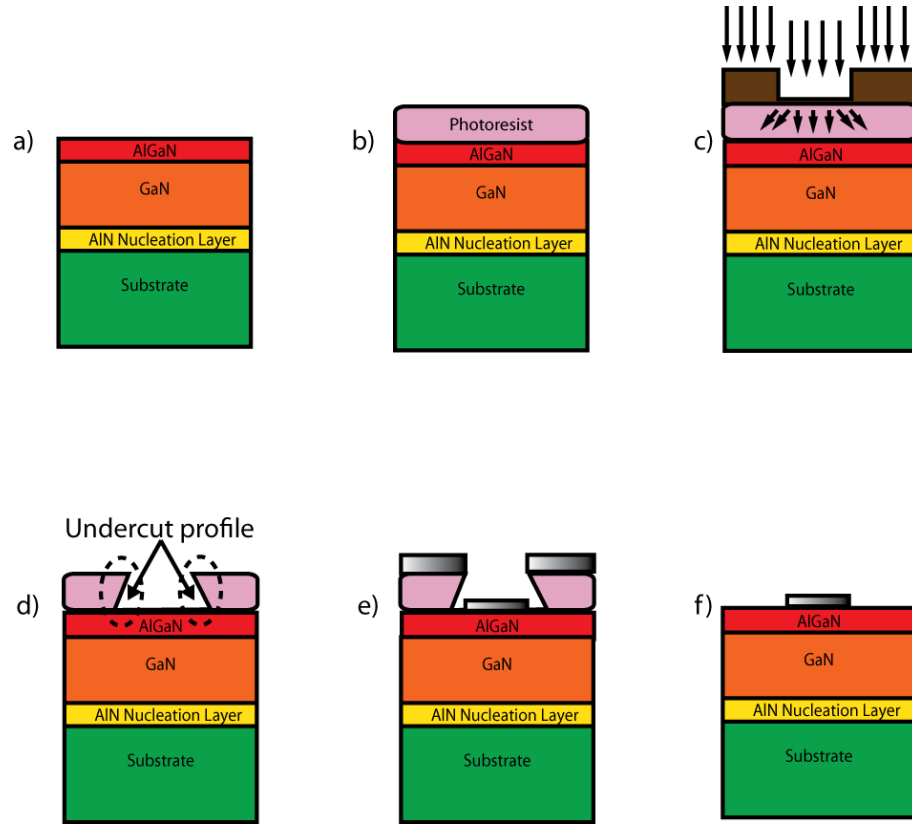 a)
AlGaN
GaN
AlN Nucleation Layer
Substrate
b)
Photoresist
AlGaN
GaN
AlN Nucleation Layer
Substrate
c)
AlGaN
GaN
AlN Nucleation Layer
Substrate
Undercut profile
d)
AlGaN
GaN
AlN Nucleation Layer
Substrate
e)
AlGaN
GaN
AlN Nucleation Layer
Substrate
f)
AlGaN
GaN
AlN Nucleation Layer
Substrate